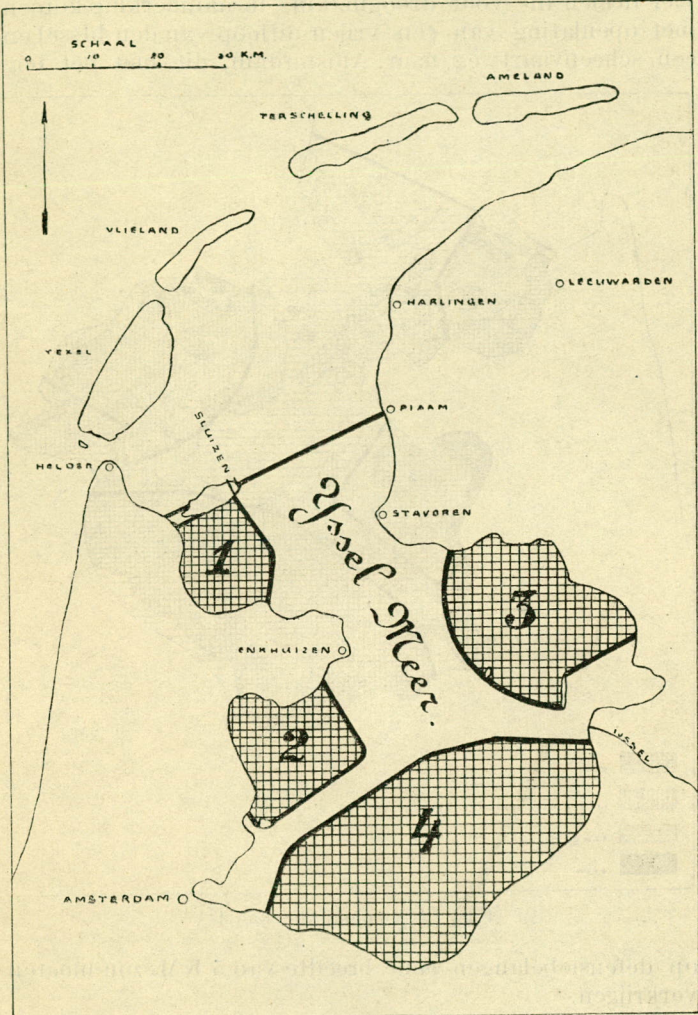 SCHAAL
0 10 20 30 K.M.
AMELAND
TERSCHELLING
VLIELAND
LEEUWARDEN
HARLINGEN
TEXEL
PIAAM
SLUIZEN
HELDER
STAVOREN
Yssel Meer.
1
3
ENKHUIZEN
2
IJSSEL
4
AMSTERDAM